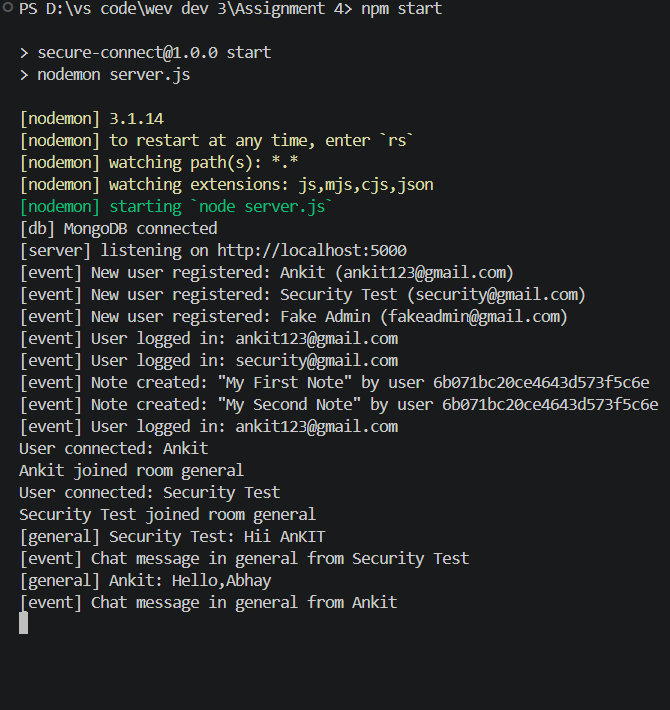 PS D:\vs code\wev dev 3\Assignment 4> npm start
> secure-connect@1.0.0 start
> nodemon server.js
[nodemon] 3.1.14
[nodemon] to restart at any time, enter `rs`
[nodemon] watching path(s): *.*
[nodemon] watching extensions: js,mjs,cjs,json
[nodemon] starting `node server.js`
[db] MongoDB connected
[server] listening on http://localhost:5000
[event] New user registered: Ankit (ankit123@gmail.com)
[event] New user registered: Security Test (security@gmail.com)
[event] New user registered: Fake Admin (fakeadmin@gmail.com)
[event] User logged in: ankit123@gmail.com
[event] User logged in: security@gmail.com
[event] Note created: "My First Note" by user 6b071bc20ce4643d573f5c6e
[event] Note created: "My Second Note" by user 6b071bc20ce4643d573f5c6e
[event] User logged in: ankit123@gmail.com
User connected: Ankit
Ankit joined room general
User connected: Security Test
Security Test joined room general
[general] Security Test: Hii AnKIT
[event] Chat message in general from Security Test
[general] Ankit: Hello,Abhay
[event] Chat message in general from Ankit